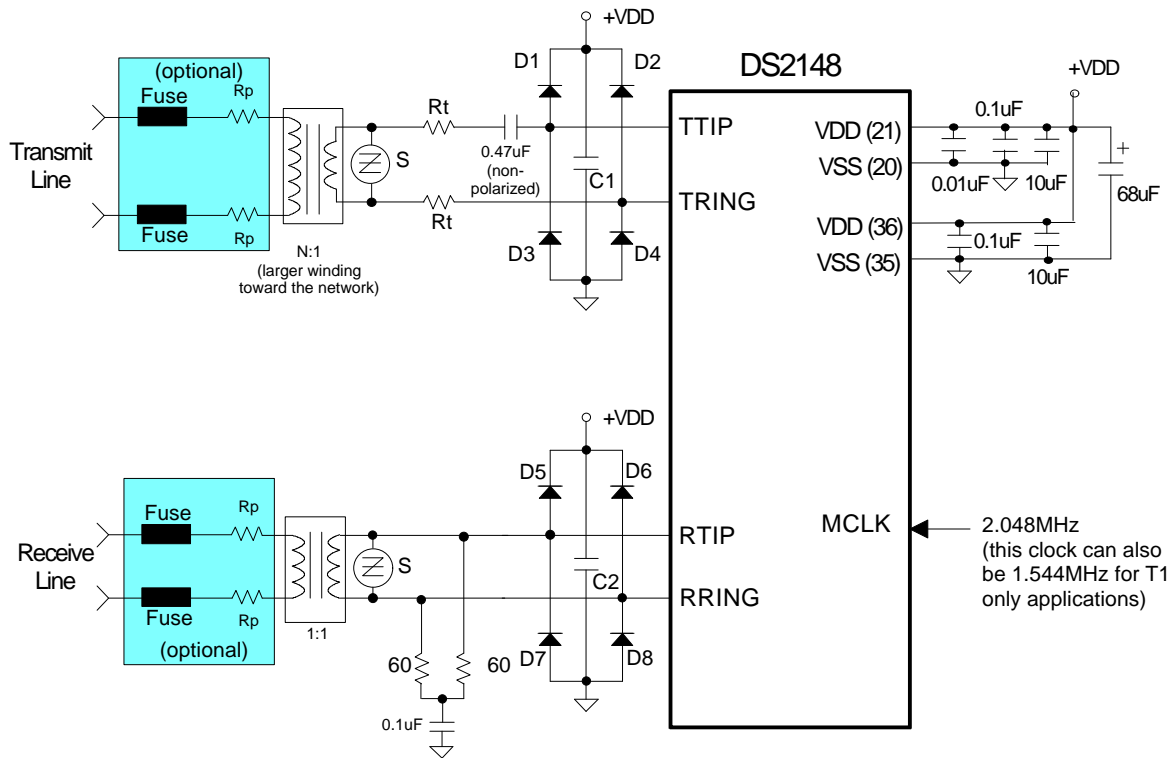 +VDD
(optional)
Fuse
Rp
D1
D2
DS2148
+VDD
Rt
TTIP
VDD (21)
0.1uF
+
Transmit
Line
S
0.47uF
(non-
polarized)
C1
VSS (20)
0.01uF
10uF
68uF
Rt
TRING
Fuse
Rp
VDD (36)
D3
D4
0.1uF
N:1
(larger winding
toward the network)
VSS (35)
10uF
+VDD
D5
D6
Fuse
Rp
MCLK
2.048MHz
(this clock can also
be 1.544MHz for T1
only applications)
RTIP
Receive
Line
S
C2
RRING
Fuse
Rp
1:1
(optional)
60
60
D7
D8
0.1uF